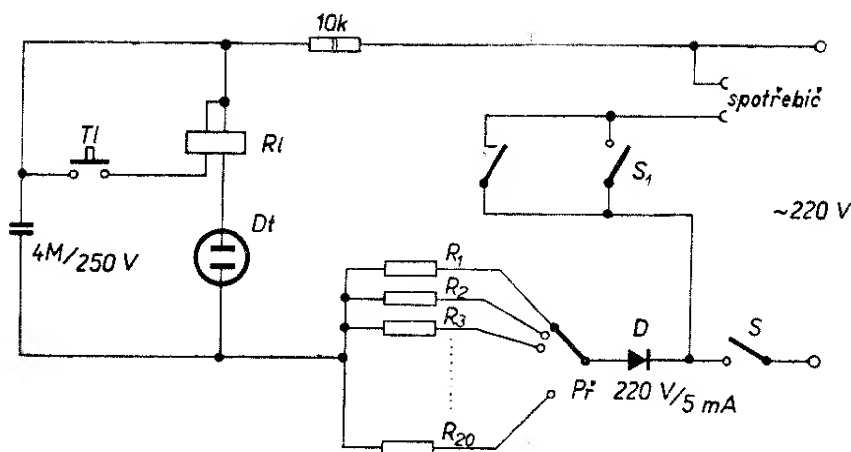 10k
spotřebič
Tl
Rl
S₁
~220 V
Dt
4M/250 V
R₁
R₂
R₃
D
S
Př
220 V/5 mA
R₂₀